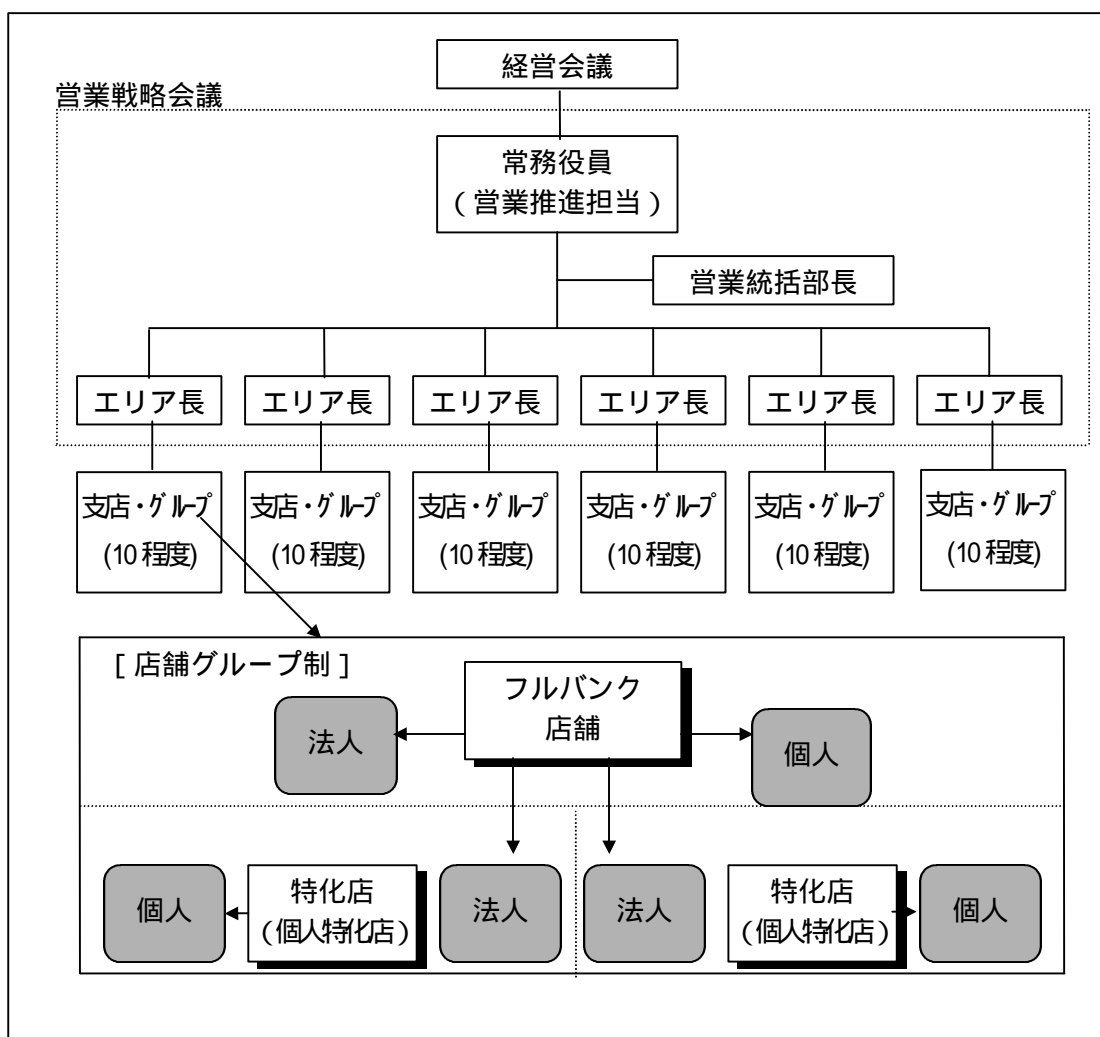 経営会議
営業戦略会議
常務役員
(営業推進担当)
営業統括部長
エリア長
エリア長
エリア長
エリア長
エリア長
エリア長
支店・グループ
(10程度)
支店・グループ
(10程度)
支店・グループ
(10程度)
支店・グループ
(10程度)
支店・グループ
(10程度)
支店・グループ
(10程度)
[店舗グループ制]
フルバンク
店舗
法人
個人
個人
特化店
(個人特化店)
法人
法人
特化店
(個人特化店)
個人